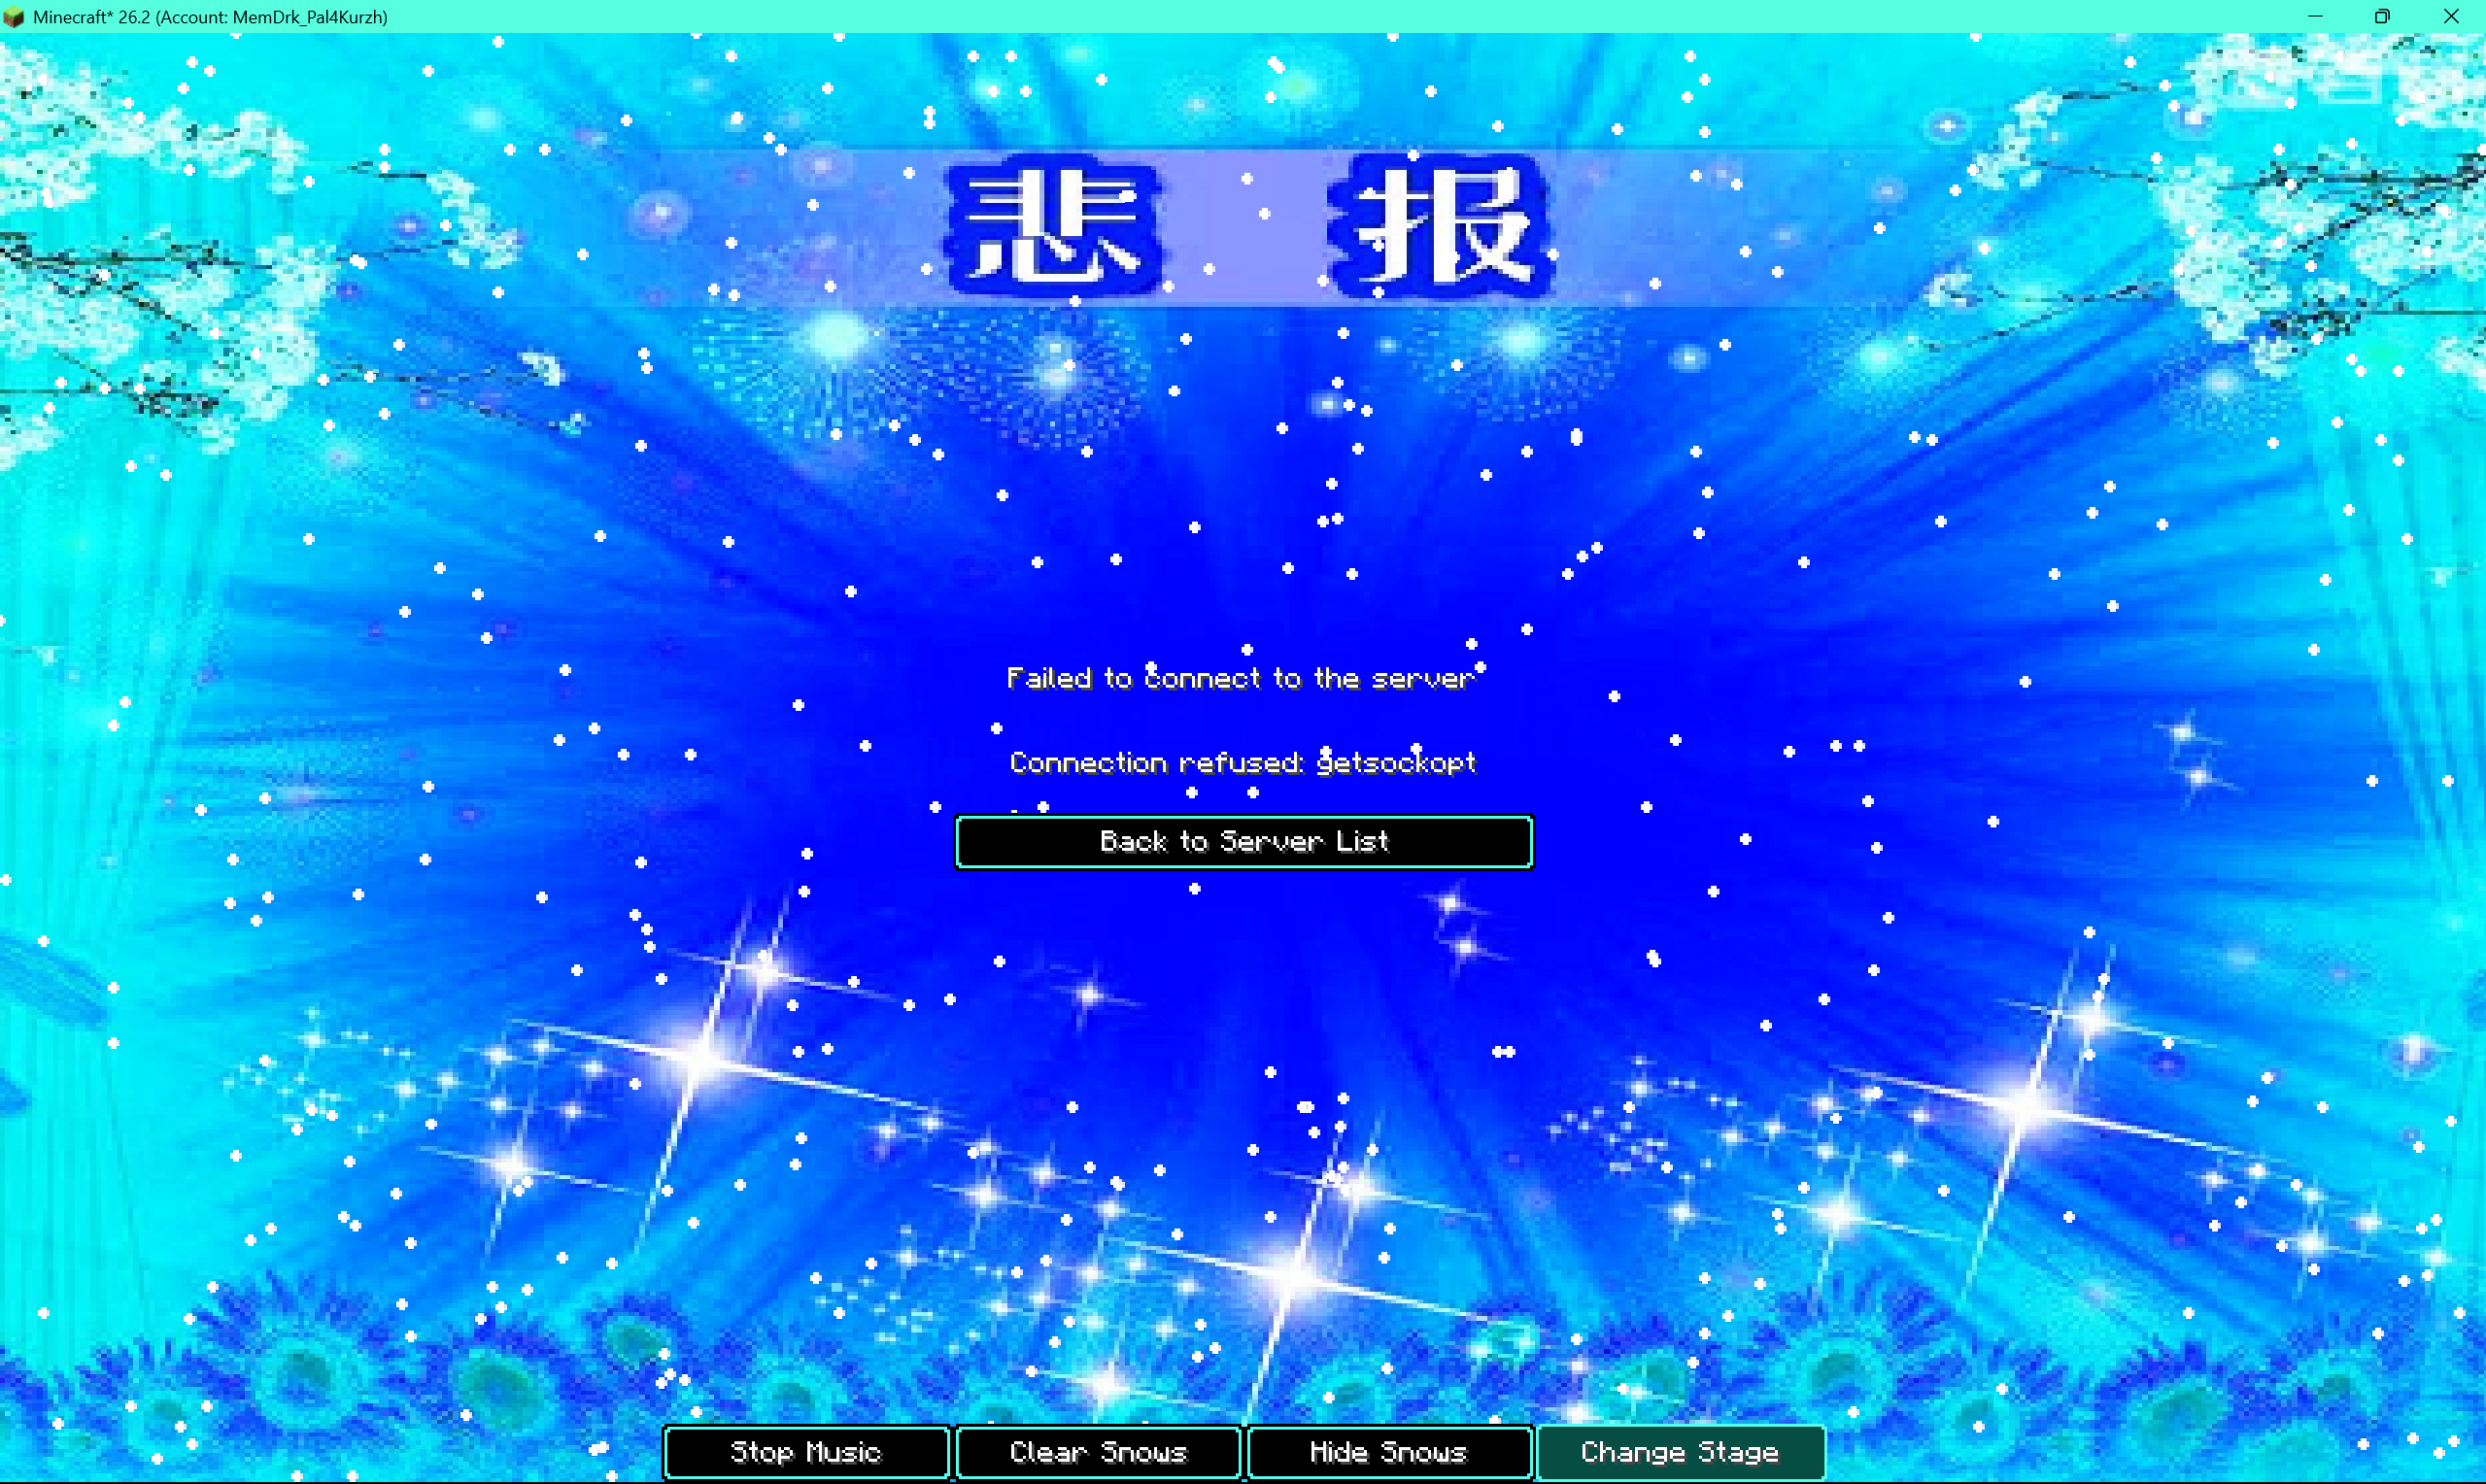 Minecraft* 26.2 (Account: MemDrk_Pal4Kurzh)
悲报
Failed to connect to the server
Connection refused: getsockopt
Back to Server List
Stop Music
Clear Snows
Hide Snows
Change Stage